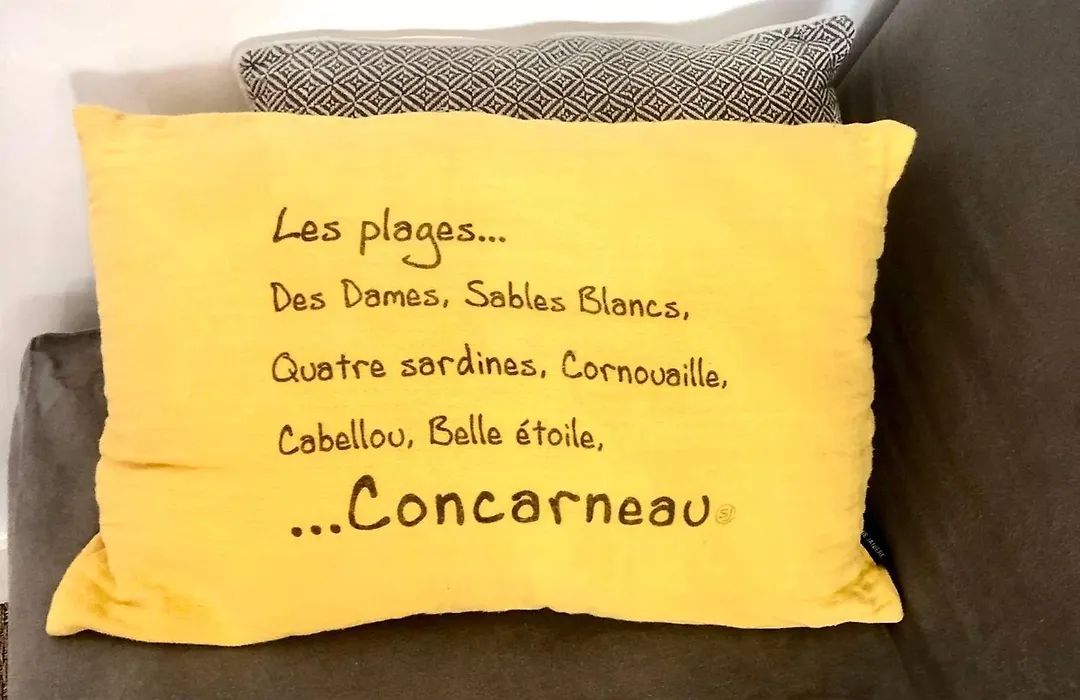 Les plages...
Des Dames, Sables Blancs,
Quatre sardines, Cornouaille,
Cabellou, Belle étoile,
...Concarneau